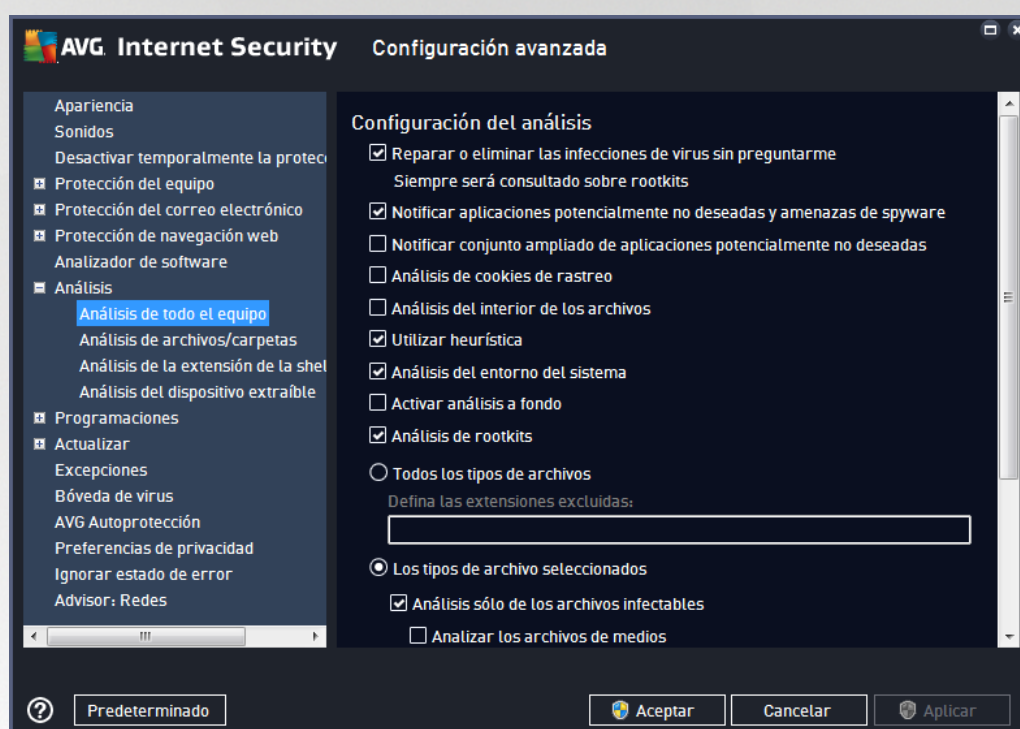 AVG. Internet Security
Configuración avanzada
Apariencia
Sonidos
Desactivar temporalmente la protec
Protección del equipo
Protección del correo electrónico
Protección de navegación web
Analizador de software
Análisis
Análisis de todo el equipo
Análisis de archivos/carpetas
Análisis de la extensión de la shel
Análisis del dispositivo extraíble
Programaciones
Actualizar
Excepciones
Bóveda de virus
AVG Autoprotección
Preferencias de privacidad
Ignorar estado de error
Advisor: Redes
Configuración del análisis
Reparar o eliminar las infecciones de virus sin preguntarme
Siempre será consultado sobre rootkits
Notificar aplicaciones potencialmente no deseadas y amenazas de spyware
Notificar conjunto ampliado de aplicaciones potencialmente no deseadas
Análisis de cookies de rastreo
Análisis del interior de los archivos
Utilizar heurística
Análisis del entorno del sistema
Activar análisis a fondo
Análisis de rootkits
Todos los tipos de archivos
Defina las extensiones excluidas:
Los tipos de archivo seleccionados
Análisis sólo de los archivos infectables
Analizar los archivos de medios
?
Predeterminado
Aceptar
Cancelar
Aplicar